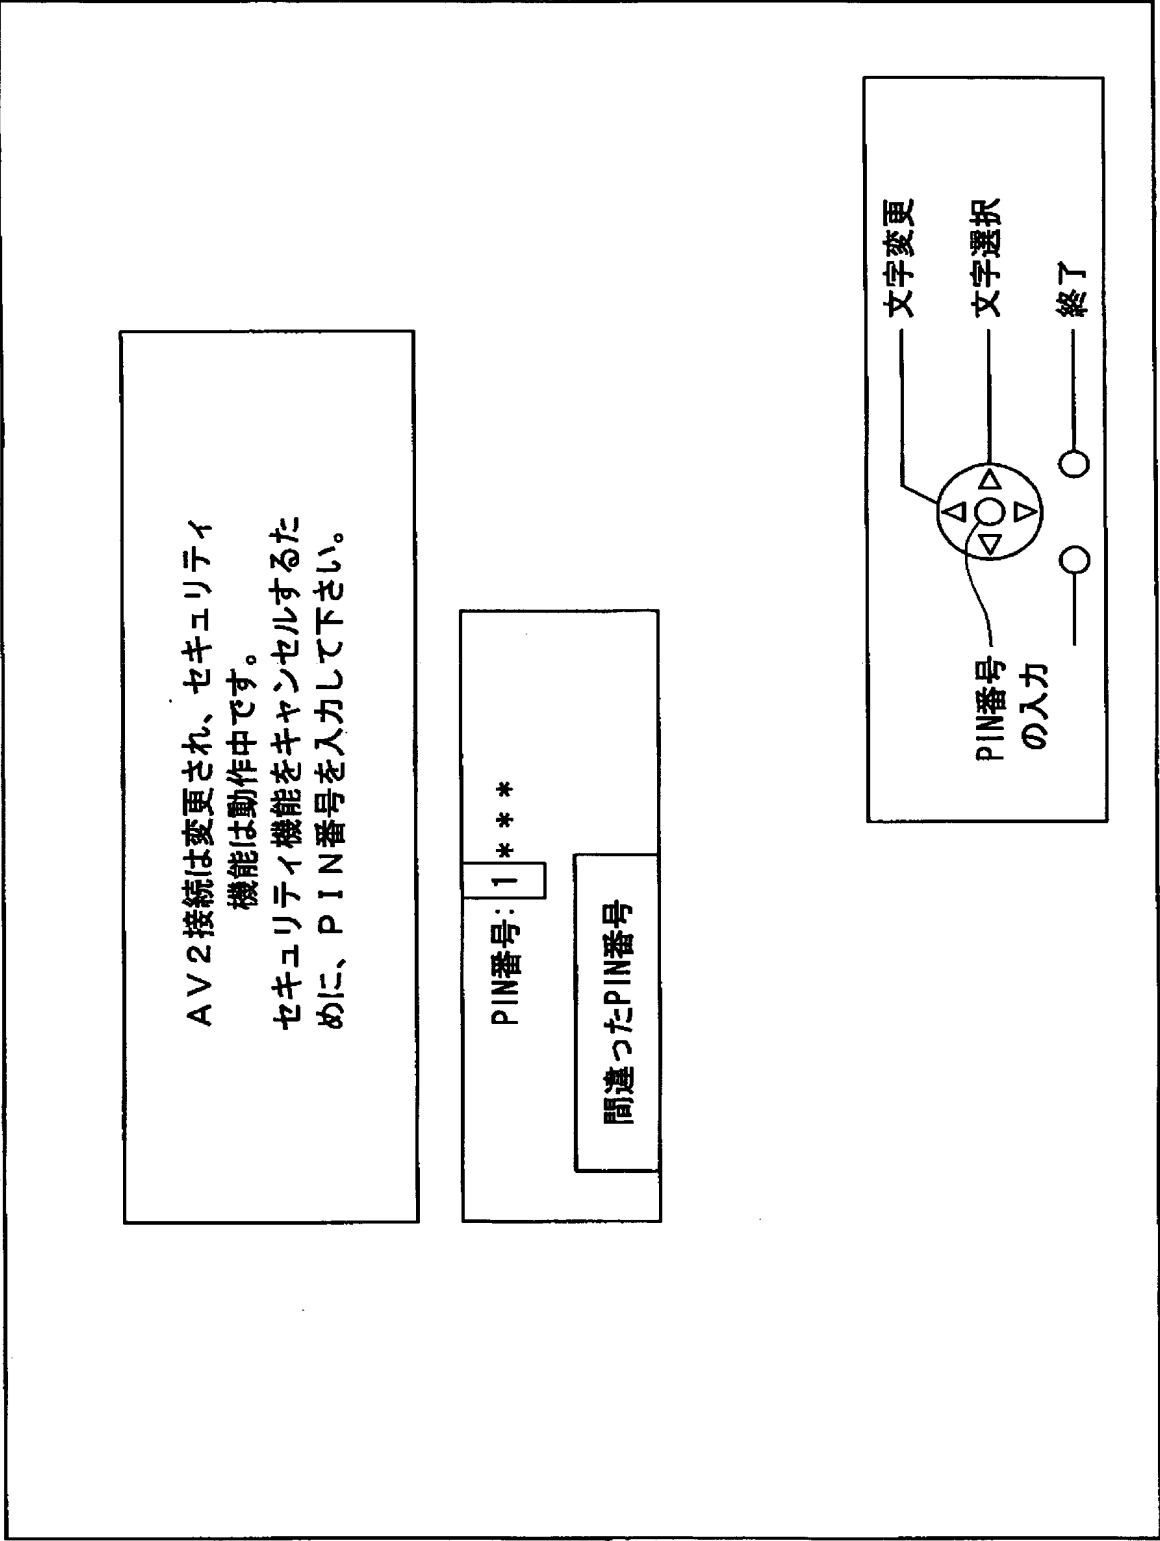 AV2接続は変更され、セキュリティ
機能は動作中です。
セキュリティ機能をキャンセルするた
めに、PIN番号を入力して下さい。
PIN番号: 1***
間違ったPIN番号
文字変更
文字選択
PIN番号
の入力
終了